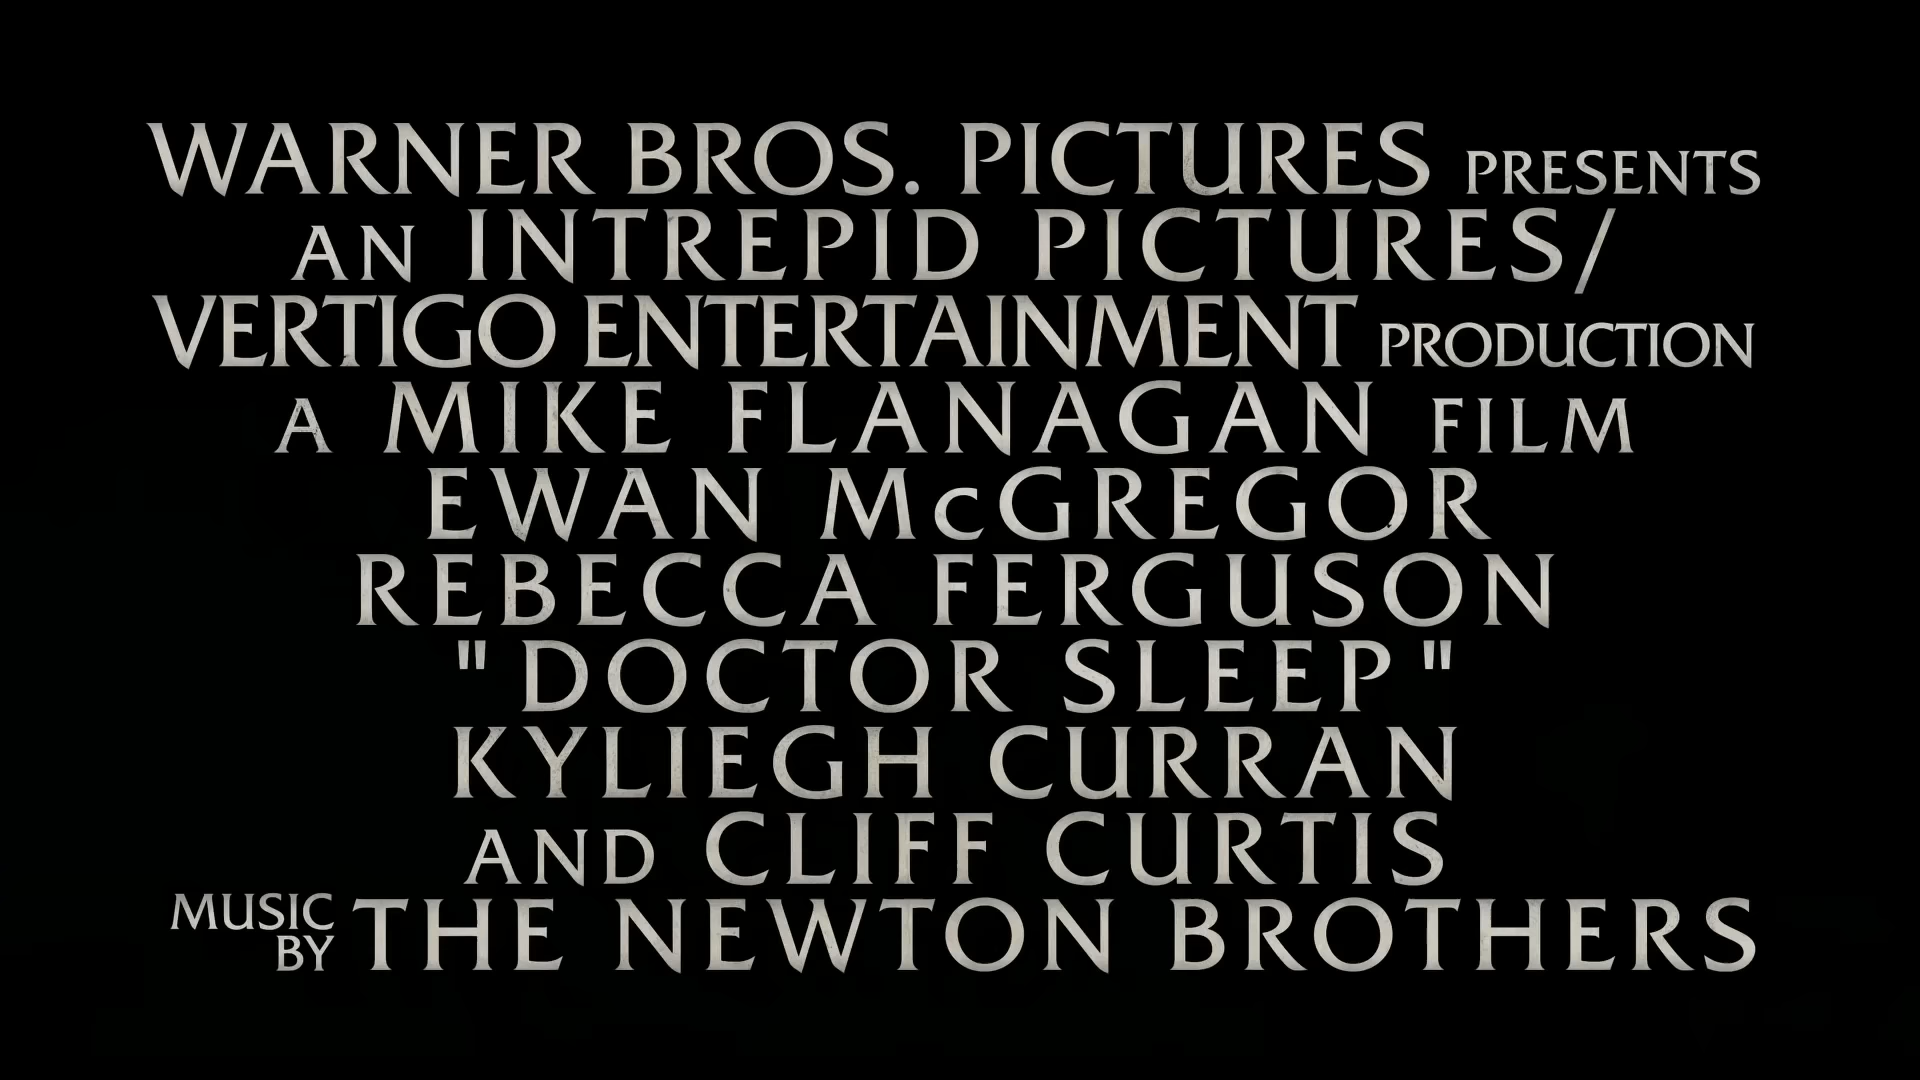 WARNER BROS. PICTURES PRESENTS
AN INTREPID PICTURES/
VERTIGO ENTERTAINMENT PRODUCTION
A MIKE FLANAGAN FILM
EWAN McGREGOR
REBECCA FERGUSON
"DOCTOR SLEEP"
KYLIEGH CURRAN
AND CLIFF CURTIS
MUSIC BY THE NEWTON BROTHERS